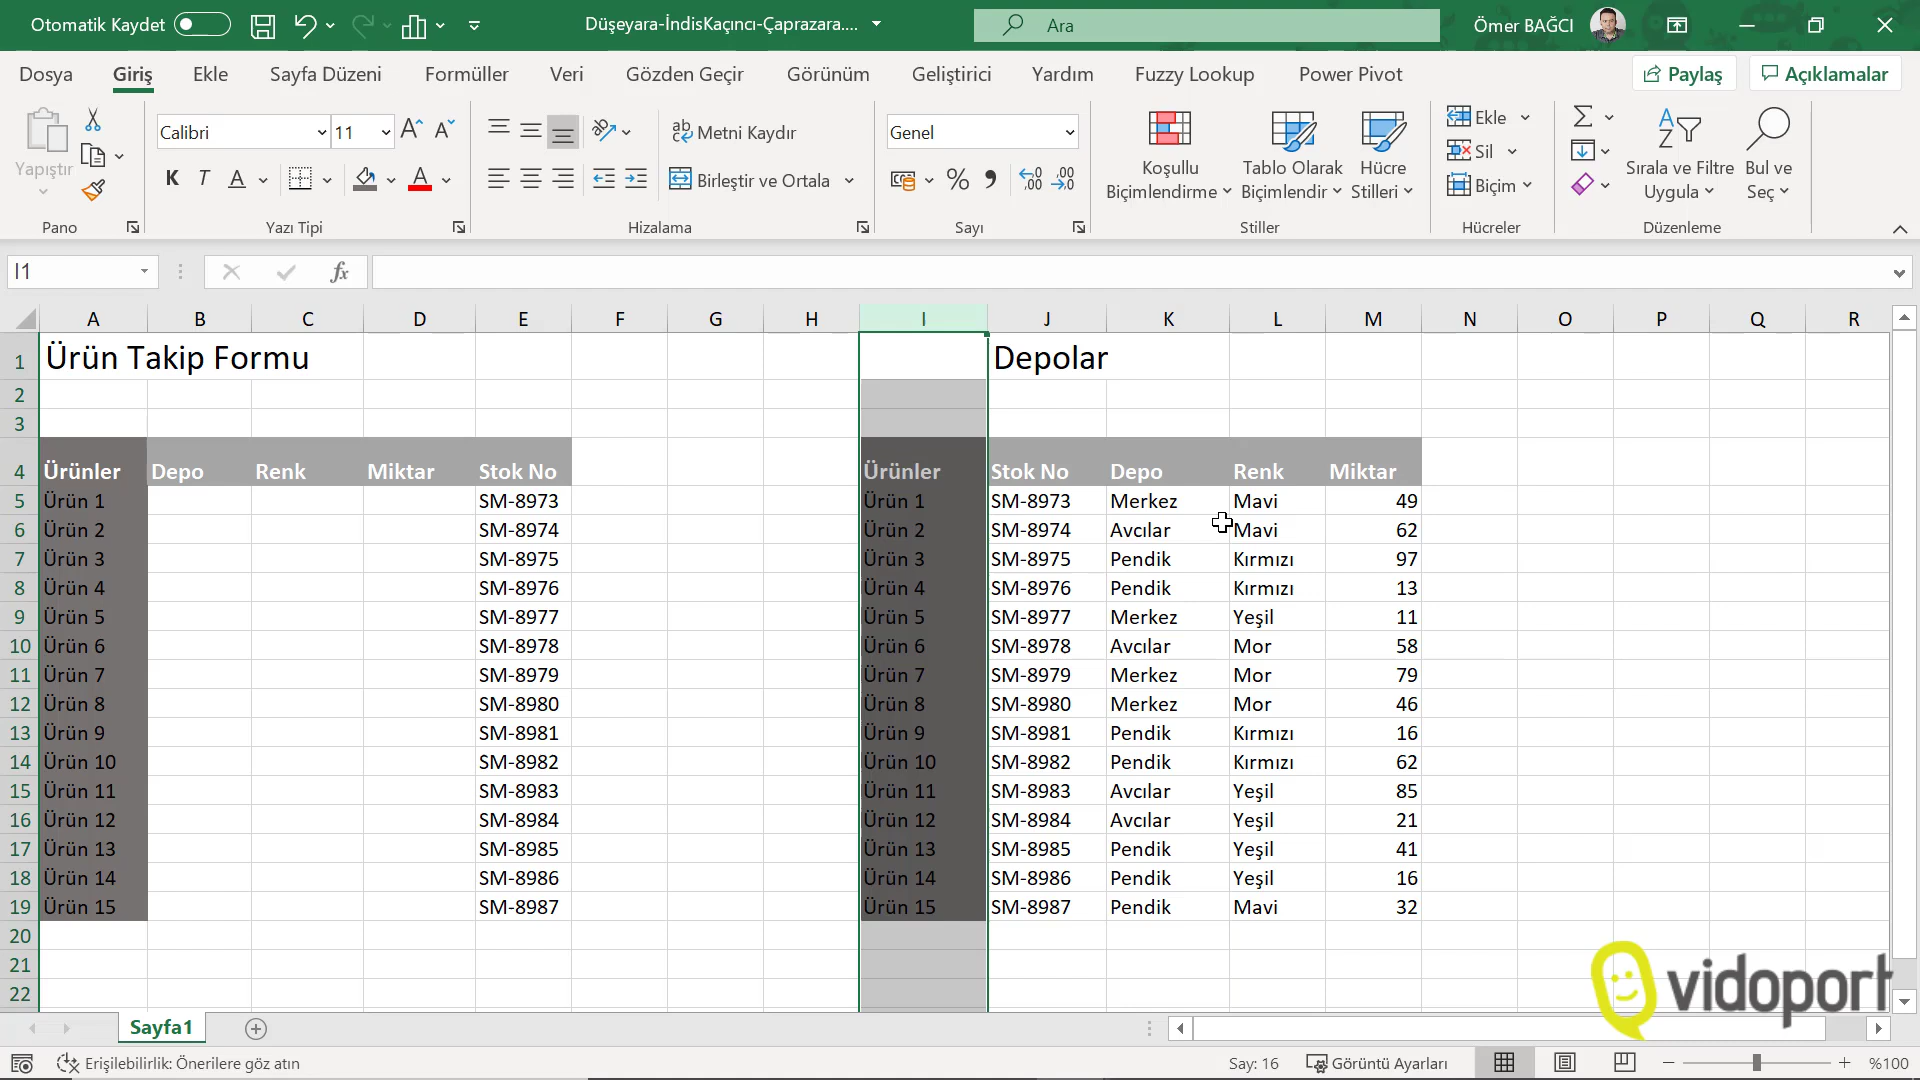 Otomatik Kaydet Düşeyara-İndisKaçıncı-Çaprazara.... Ara Ömer BAĞCI
Dosya Giriş Ekle Sayfa Düzeni Formüller Veri Gözden Geçir Görünüm Geliştirici Yardım Fuzzy Lookup Power Pivot Paylaş Açıklamalar
Calibri 11 Metni Kaydır Genel Ekle
Yapıştır Koşullu Tablo Olarak Hücre Sil Sırala ve Filtre Bul ve
K T A A Birleştir ve Ortala % Biçimlendirme Biçimlendir Stilleri Biçim Uygula Seç
Pano Yazı Tipi Hizalama Sayı Stiller Hücreler Düzenleme
I1 fx
A B C D E F G H I J K L M N O P Q R
1 Ürün Takip Formu Depolar
2
3
4 Ürünler Depo Renk Miktar Stok No Ürünler Stok No Depo Renk Miktar
5 Ürün 1 SM-8973 Ürün 1 SM-8973 Merkez Mavi 49
6 Ürün 2 SM-8974 Ürün 2 SM-8974 Avcılar Mavi 62
7 Ürün 3 SM-8975 Ürün 3 SM-8975 Pendik Kırmızı 97
8 Ürün 4 SM-8976 Ürün 4 SM-8976 Pendik Kırmızı 13
9 Ürün 5 SM-8977 Ürün 5 SM-8977 Merkez Yeşil 11
10 Ürün 6 SM-8978 Ürün 6 SM-8978 Avcılar Mor 58
11 Ürün 7 SM-8979 Ürün 7 SM-8979 Merkez Mor 79
12 Ürün 8 SM-8980 Ürün 8 SM-8980 Merkez Mor 46
13 Ürün 9 SM-8981 Ürün 9 SM-8981 Pendik Kırmızı 16
14 Ürün 10 SM-8982 Ürün 10 SM-8982 Pendik Kırmızı 62
15 Ürün 11 SM-8983 Ürün 11 SM-8983 Avcılar Yeşil 85
16 Ürün 12 SM-8984 Ürün 12 SM-8984 Avcılar Yeşil 21
17 Ürün 13 SM-8985 Ürün 13 SM-8985 Pendik Yeşil 41
18 Ürün 14 SM-8986 Ürün 14 SM-8986 Pendik Yeşil 16
19 Ürün 15 SM-8987 Ürün 15 SM-8987 Pendik Mavi 32
20
21
22
vidoport
Sayfa1
Erişilebilirlik: Önerilere göz atın Say: 16 Görüntü Ayarları %100